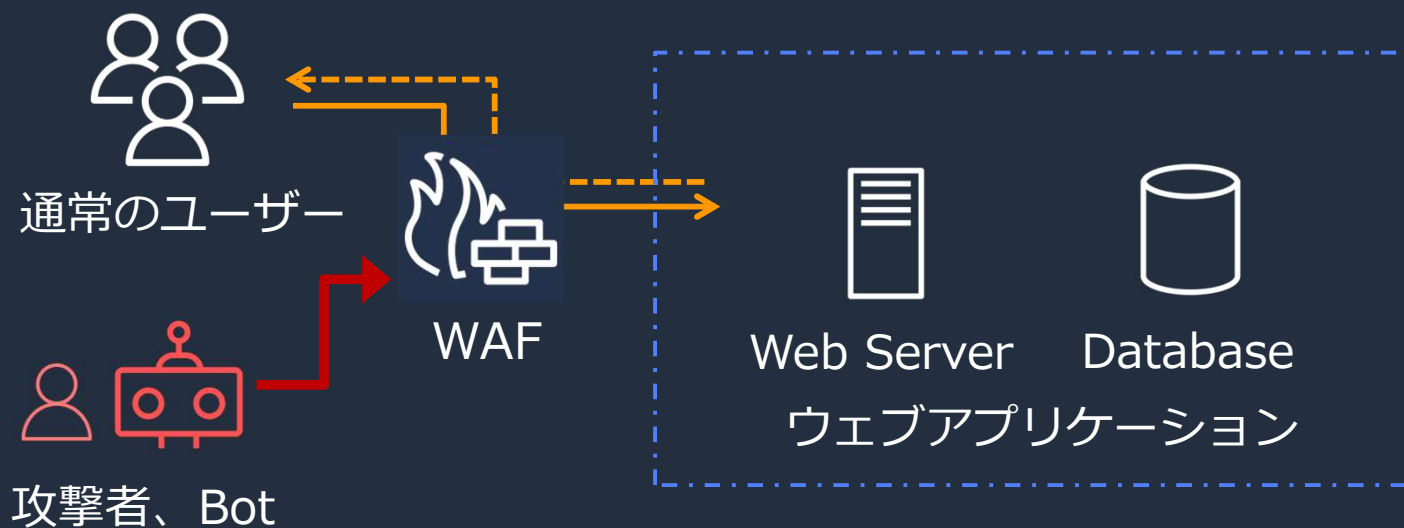 通常のユーザー
WAF
攻撃者、Bot
Web Server
Database
ウェブアプリケーション